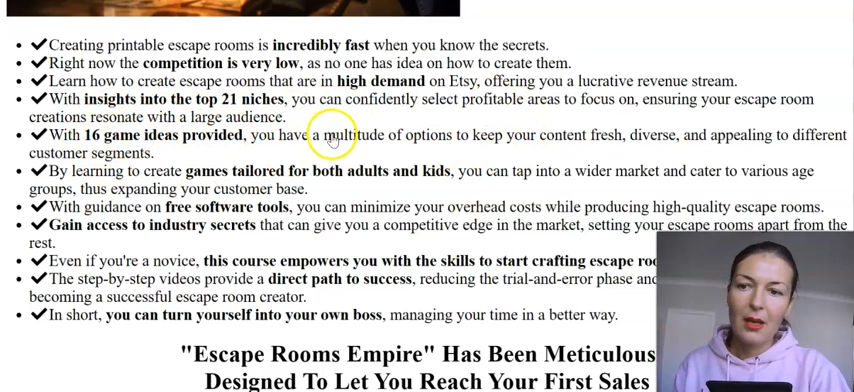 ✔Creating printable escape rooms is incredibly fast when you know the secrets.
✔Right now the competition is very low, as no one has idea on how to create them.
✔Learn how to create escape rooms that are in high demand on Etsy, offering you a lucrative revenue stream.
✔With insights into the top 21 niches, you can confidently select profitable areas to focus on, ensuring your escape room
creations resonate with a large audience.
✔With 16 game ideas provided, you have a multitude of options to keep your content fresh, diverse, and appealing to different
customer segments.
✔By learning to create games tailored for both adults and kids, you can tap into a wider market and cater to various age
groups, thus expanding your customer base.
✔With guidance on free software tools, you can minimize your overhead costs while producing high-quality escape rooms.
✔Gain access to industry secrets that can give you a competitive edge in the market, setting your escape rooms apart from the
rest.
✔Even if you're a novice, this course empowers you with the skills to start crafting escape
✔The step-by-step videos provide a direct path to success, reducing the trial-and-error phase and
becoming a successful escape room creator.
✔In short, you can turn yourself into your own boss, managing your time in a better way.
"Escape Rooms Empire" Has Been
Designed To Let You Reach Your First Sales